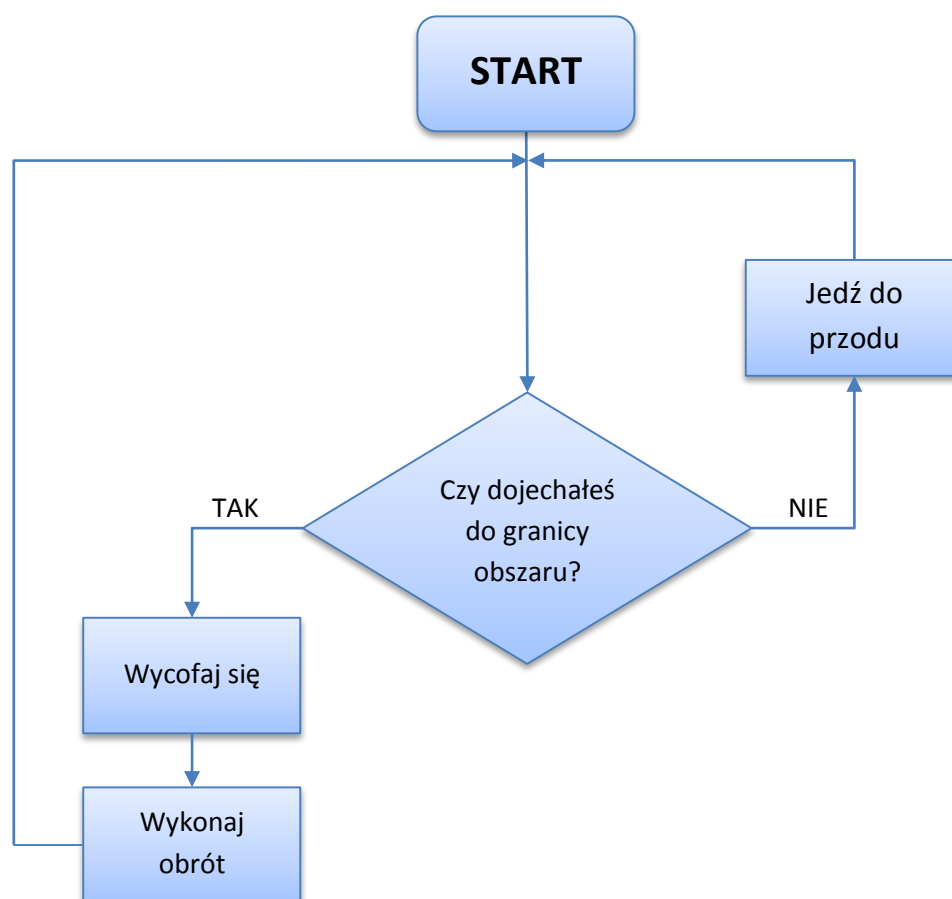 START
Jedź do
przodu
Czy dojechałeś
do granicy
obszaru?
TAK
NIE
Wycofaj się
Wykonaj
obrót